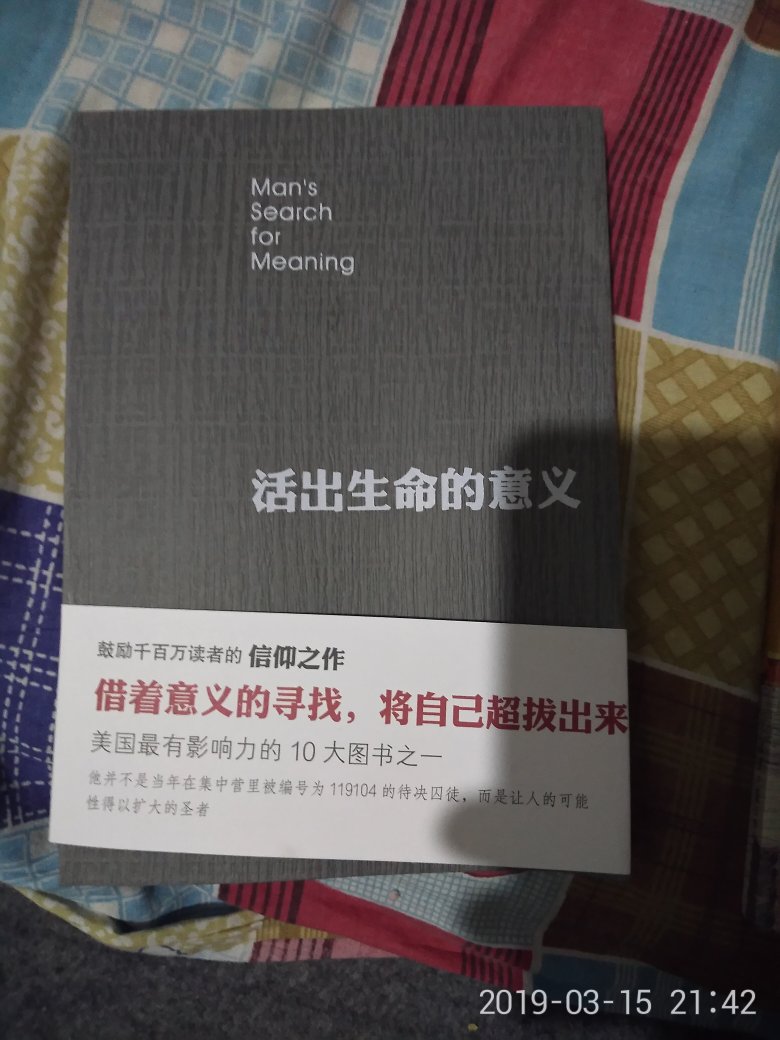 Man's
Search
for
Meaning
活出生命的意义
鼓励千百万读者的 信仰之作
借着意义的寻找，将自己超拔出来
美国最有影响力的 10 大图书之一
他并不是当年在集中营里被编号为 119104 的待决囚徒，而是让人的可能
性得以扩大的圣者
2019-03-15 21:42